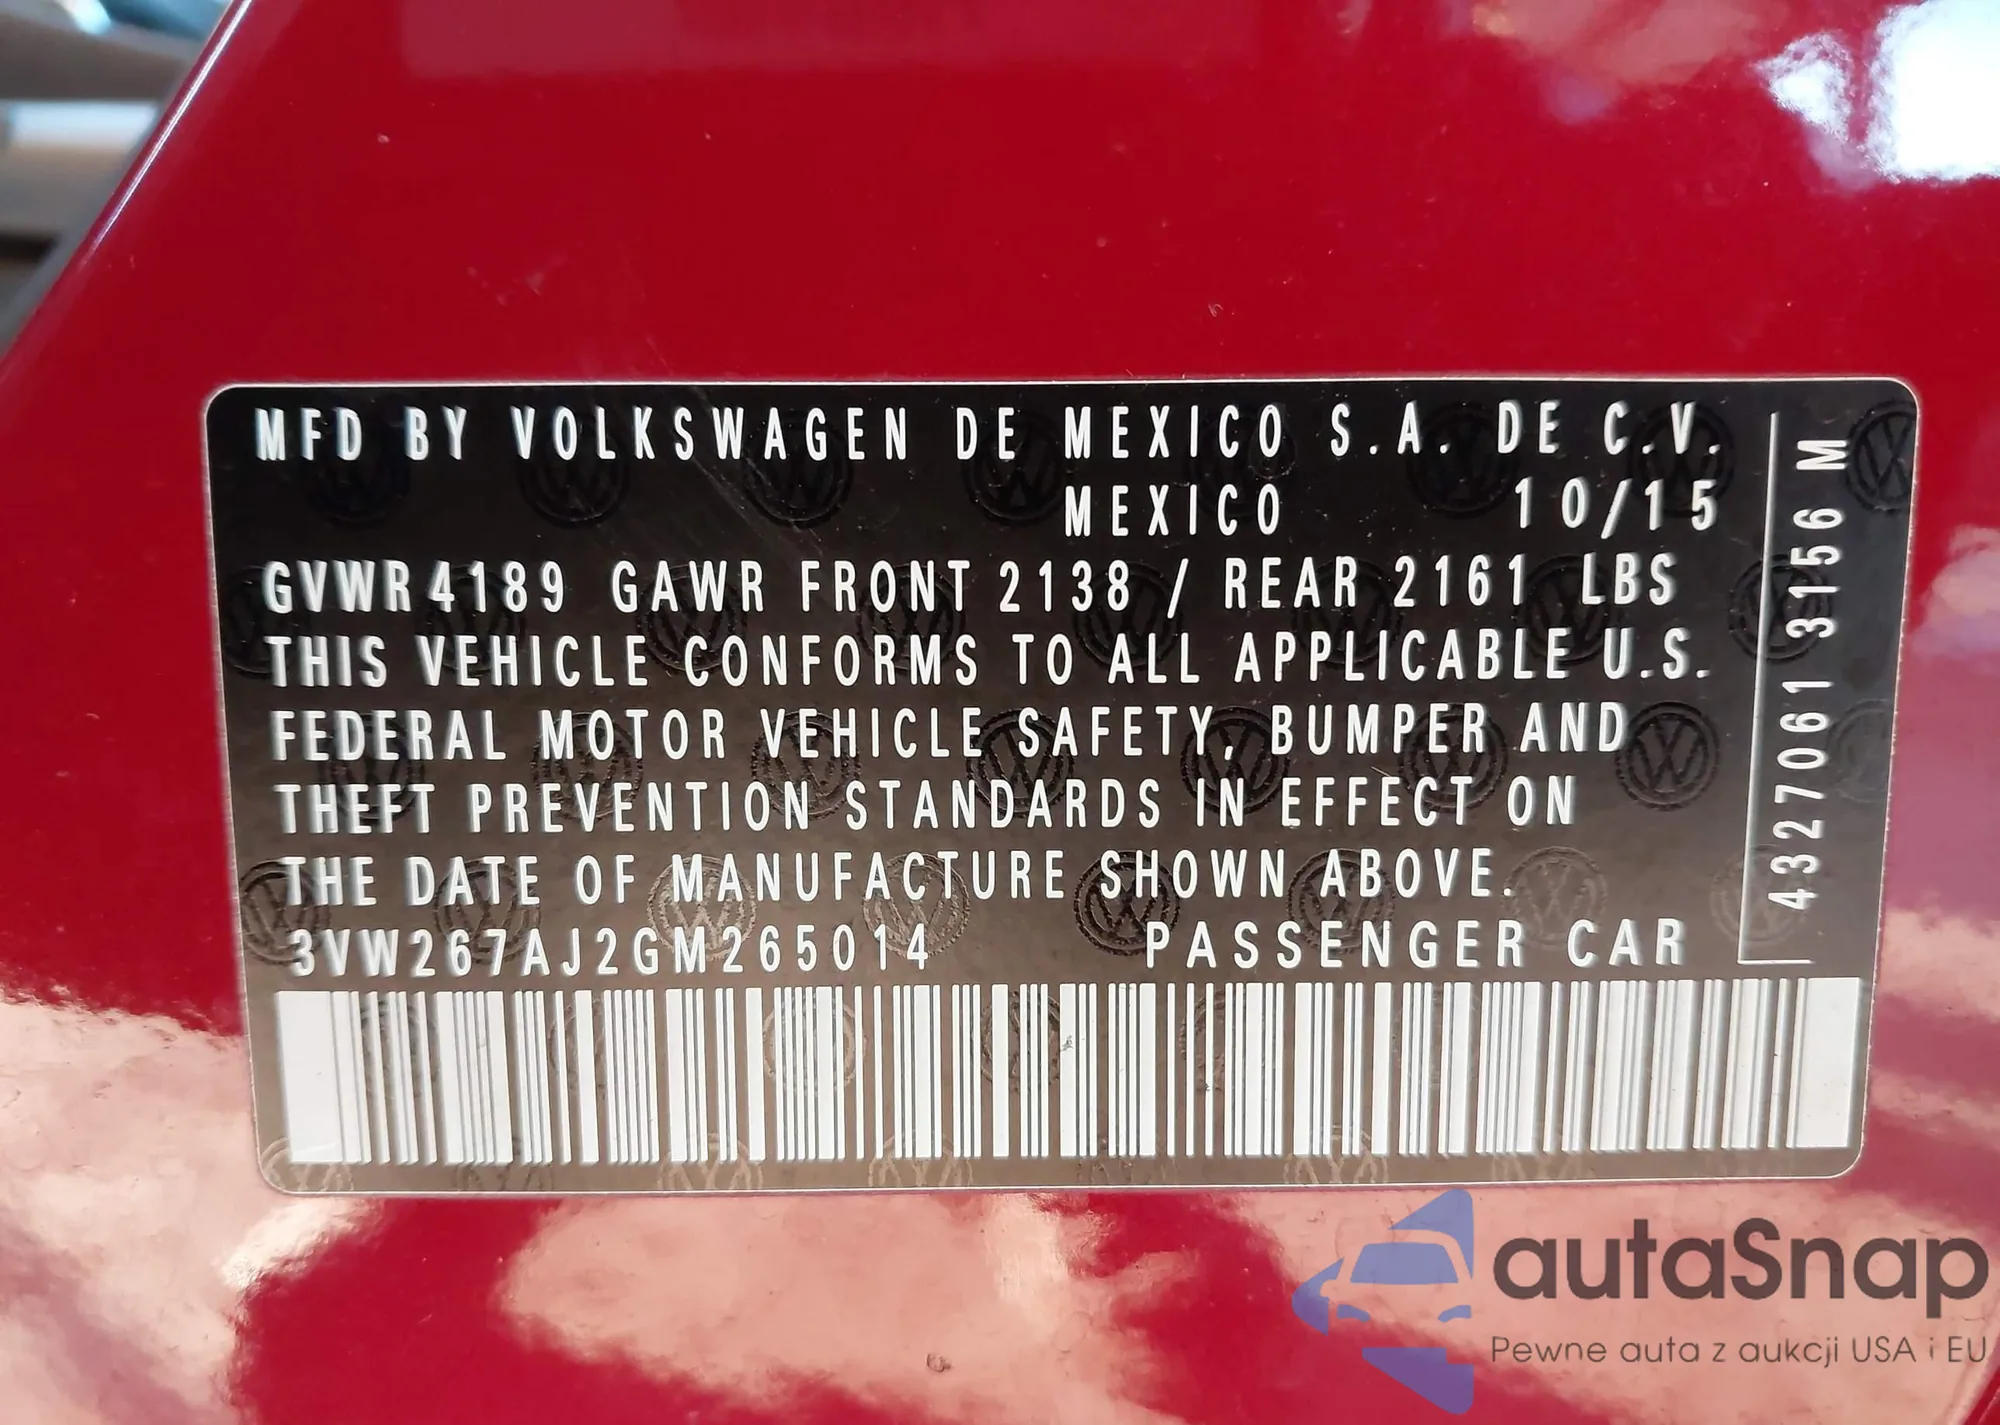 MFD BY VOLKSWAGEN DE MEXICO S.A. DE C.V.
MEXICO 10/15
GVWR 4189 GAWR FRONT 2138 / REAR 2161 LBS
THIS VEHICLE CONFORMS TO ALL APPLICABLE U.S.
FEDERAL MOTOR VEHICLE SAFETY, BUMPER AND
THEFT PREVENTION STANDARDS IN EFFECT ON
THE DATE OF MANUFACTURE SHOWN ABOVE.
3VW267AJ2GM265014 PASSENGER CAR
4327061 3156 M
autaSnap
Pewne auta z aukcji USA i EU